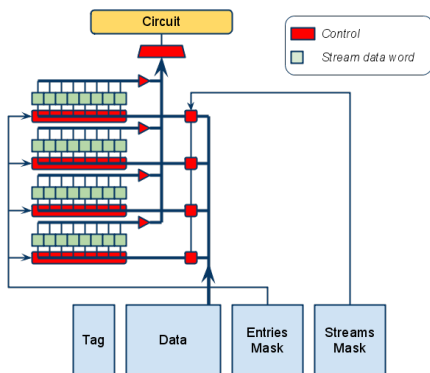 Circuit
Control
Stream data word
Tag
Data
Entries
Mask
Streams
Mask